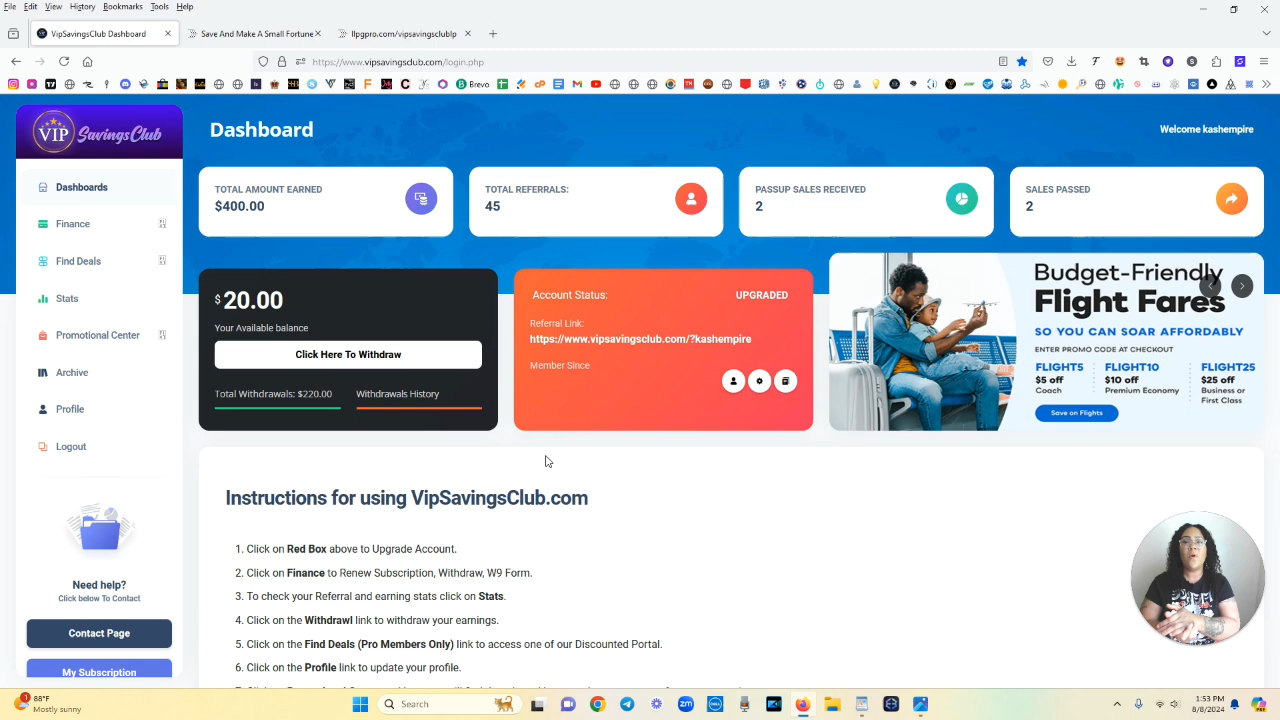 File Edit View History Bookmarks Tools Help
VipSavingsClub Dashboard
Save And Make A Small Fortune
llpgpro.com/vipsavingsclublp
https://www.vipsavingsclub.com/login.php
Brevo
VIP SavingsClub
Dashboards
Finance
Find Deals
Stats
Promotional Center
Archive
Profile
Logout
Need help?
Click below To Contact
Contact Page
My Subscription
Dashboard
Welcome kashempire
TOTAL AMOUNT EARNED
$400.00
TOTAL REFERRALS:
45
PASSUP SALES RECEIVED
2
SALES PASSED
2
$ 20.00
Your Available balance
Click Here To Withdraw
Total Withdrawals: $220.00
Withdrawals History
Account Status:
UPGRADED
Referral Link:
https://www.vipsavingsclub.com/?kashempire
Member Since
Budget-Friendly
Flight Fares
SO YOU CAN SOAR AFFORDABLY
ENTER PROMO CODE AT CHECKOUT
FLIGHT5
$5 off
Coach
FLIGHT10
$10 off
Premium Economy
FLIGHT25
$25 off
Business or
First Class
Save on Flights
Instructions for using VipSavingsClub.com
1. Click on Red Box above to Upgrade Account.
2. Click on Finance to Renew Subscription, Withdraw, W9 Form.
3. To check your Referral and earning stats click on Stats.
4. Click on the Withdrawl link to withdraw your earnings.
5. Click on the Find Deals (Pro Members Only) link to access one of our Discounted Portal.
6. Click on the Profile link to update your profile.
88°F
Mostly sunny
Search
1:53 PM
8/8/2024